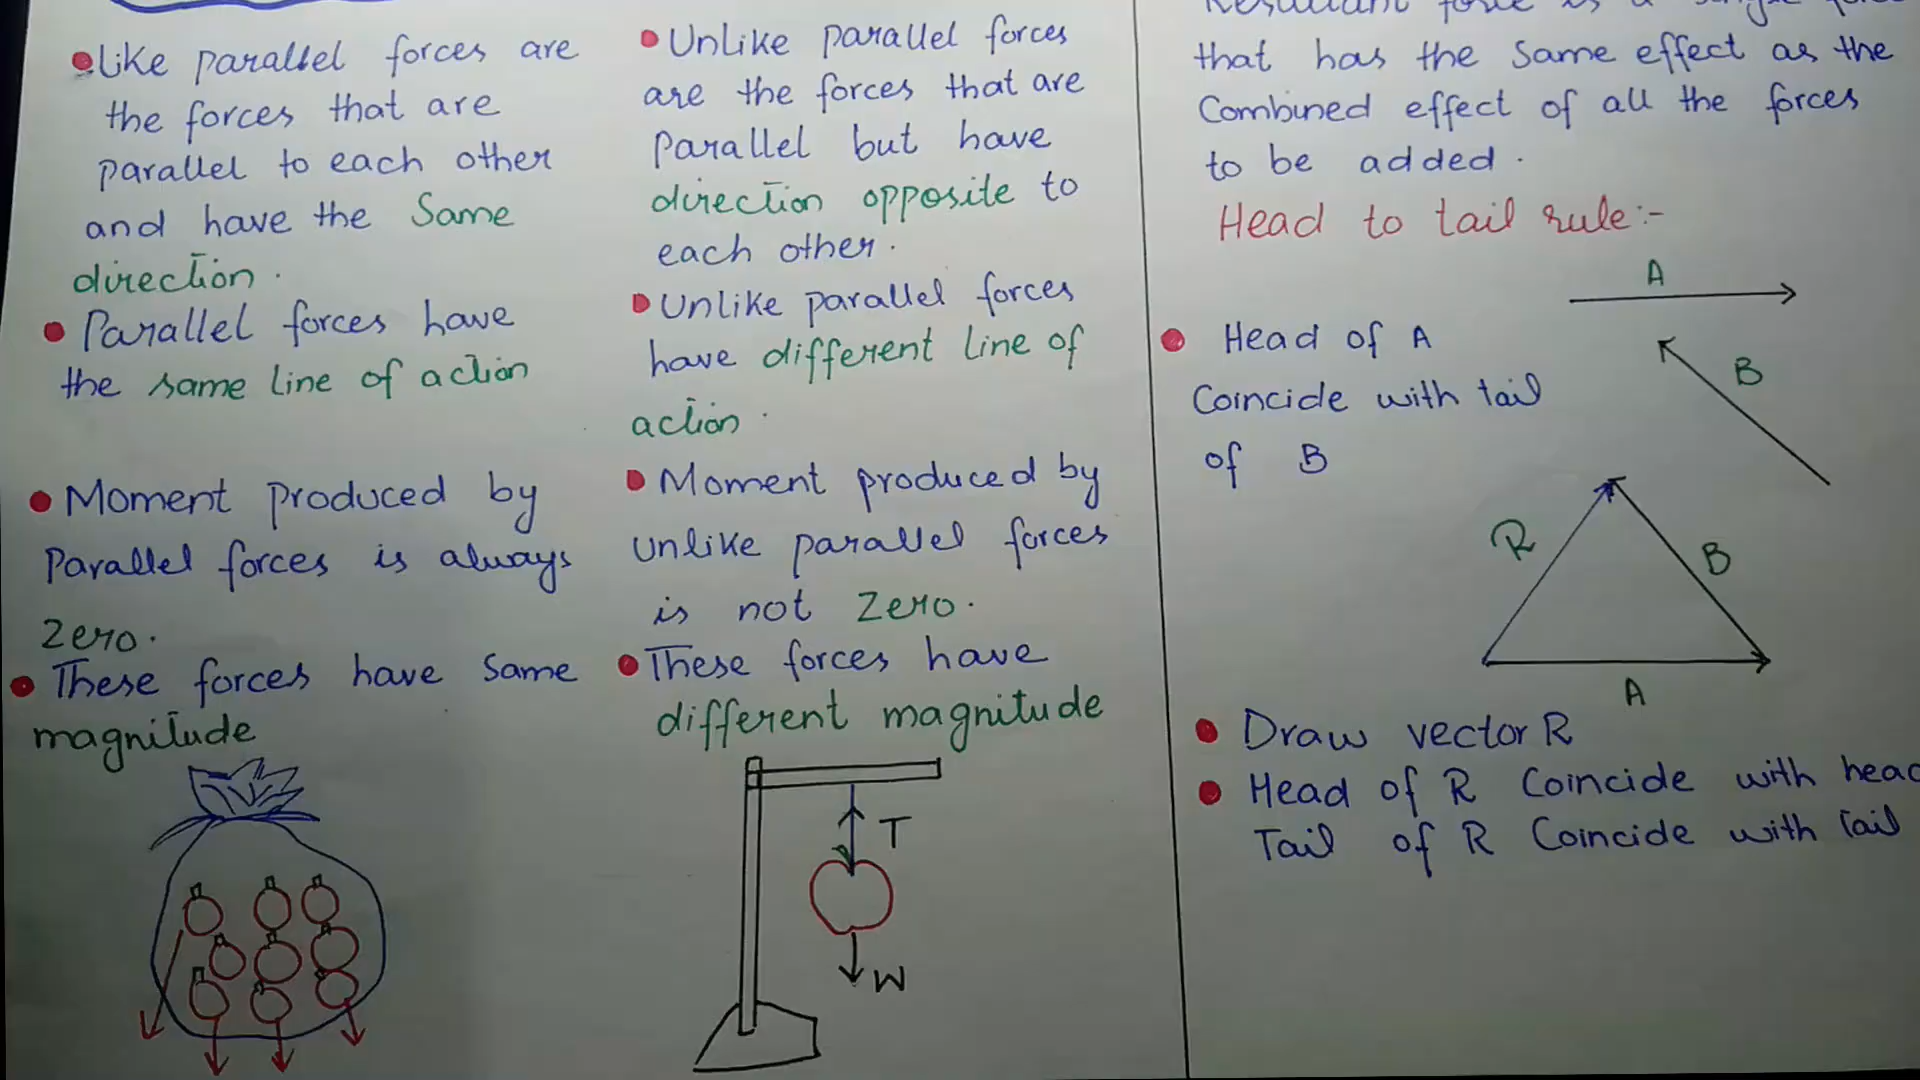 Like parallel forces are
the forces that are
parallel to each other
and have the Same
direction.
Parallel forces have
the same line of action
Moment produced by
Parallel forces is always
zero.
These forces have same
magnitude
Unlike parallel forces
are the forces that are
parallel but have
direction opposite to
each other.
Unlike parallel forces
have different line of
action.
Moment produced by
unlike parallel forces
is not zero.
These forces have
different magnitude
T
W
Resultant force is a single
that has the Same effect as the
Combined effect of all the forces
to be added.
Head to tail rule:-
A
Head of A
B
Coincide with tail
of B
R
B
A
Draw vector R
Head of R Coincide with head
Tail of R Coincide with tail